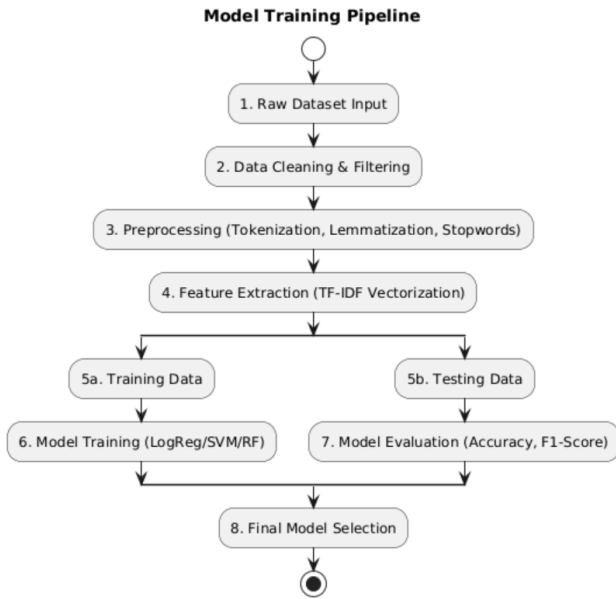 Model Training Pipeline
1. Raw Dataset Input
2. Data Cleaning & Filtering
3. Preprocessing (Tokenization, Lemmatization, Stopwords)
4. Feature Extraction (TF-IDF Vectorization)
5a. Training Data
5b. Testing Data
6. Model Training (LogReg/SVM/RF)
7. Model Evaluation (Accuracy, F1-Score)
8. Final Model Selection